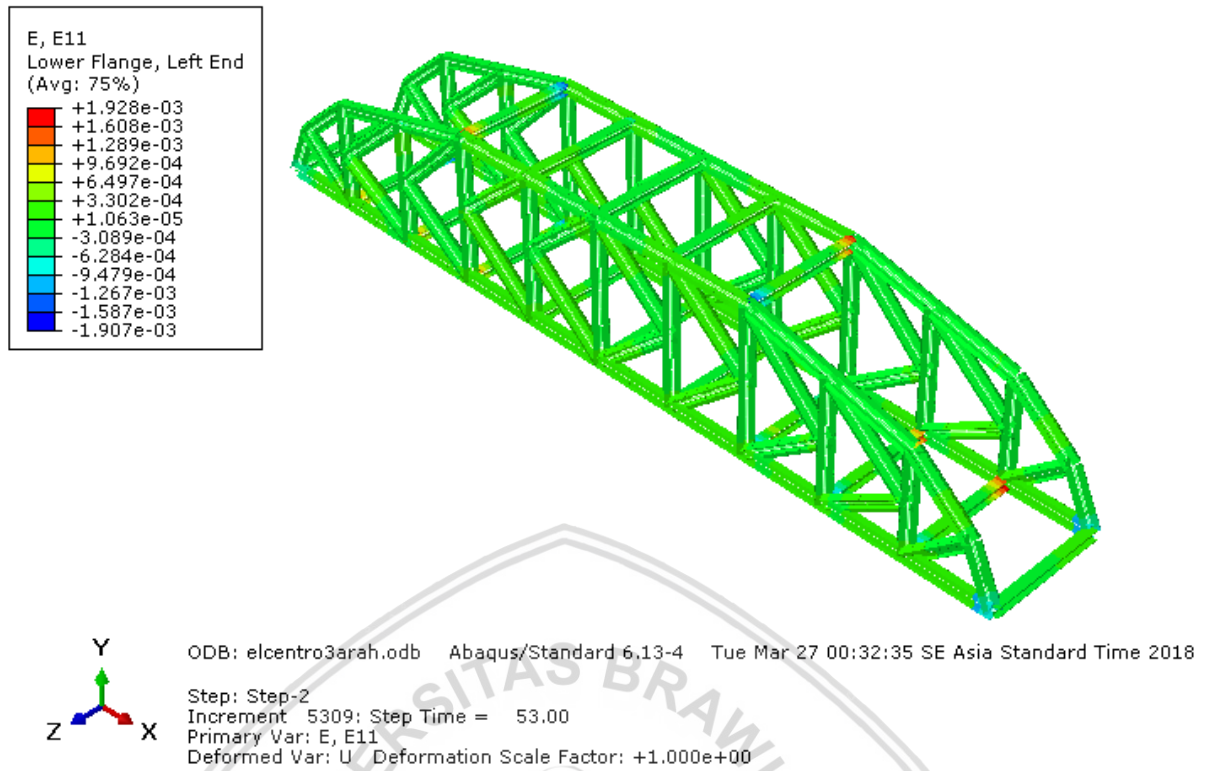 E, E11
Lower Flange, Left End
(Avg: 75%)
+1.928e-03
+1.608e-03
+1.289e-03
+9.692e-04
+6.497e-04
+3.302e-04
+1.063e-05
-3.089e-04
-6.284e-04
-9.479e-04
-1.267e-03
-1.587e-03
-1.907e-03
Y
Z
X
ODB: elcentro3arah.odb Abaqus/Standard 6.13-4 Tue Mar 27 00:32:35 SE Asia Standard Time 2018
Step: Step-2
Increment 5309: Step Time = 53.00
Primary Var: E, E11
Deformed Var: U Deformation Scale Factor: +1.000e+00